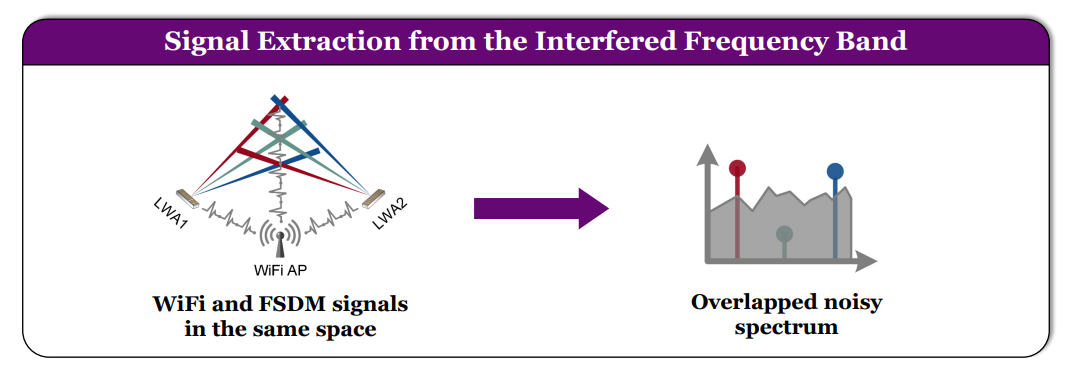 Signal Extraction from the Interfered Frequency Band
LWA1
LWA2
WiFi AP
WiFi and FSDM signals
in the same space
Overlapped noisy
spectrum